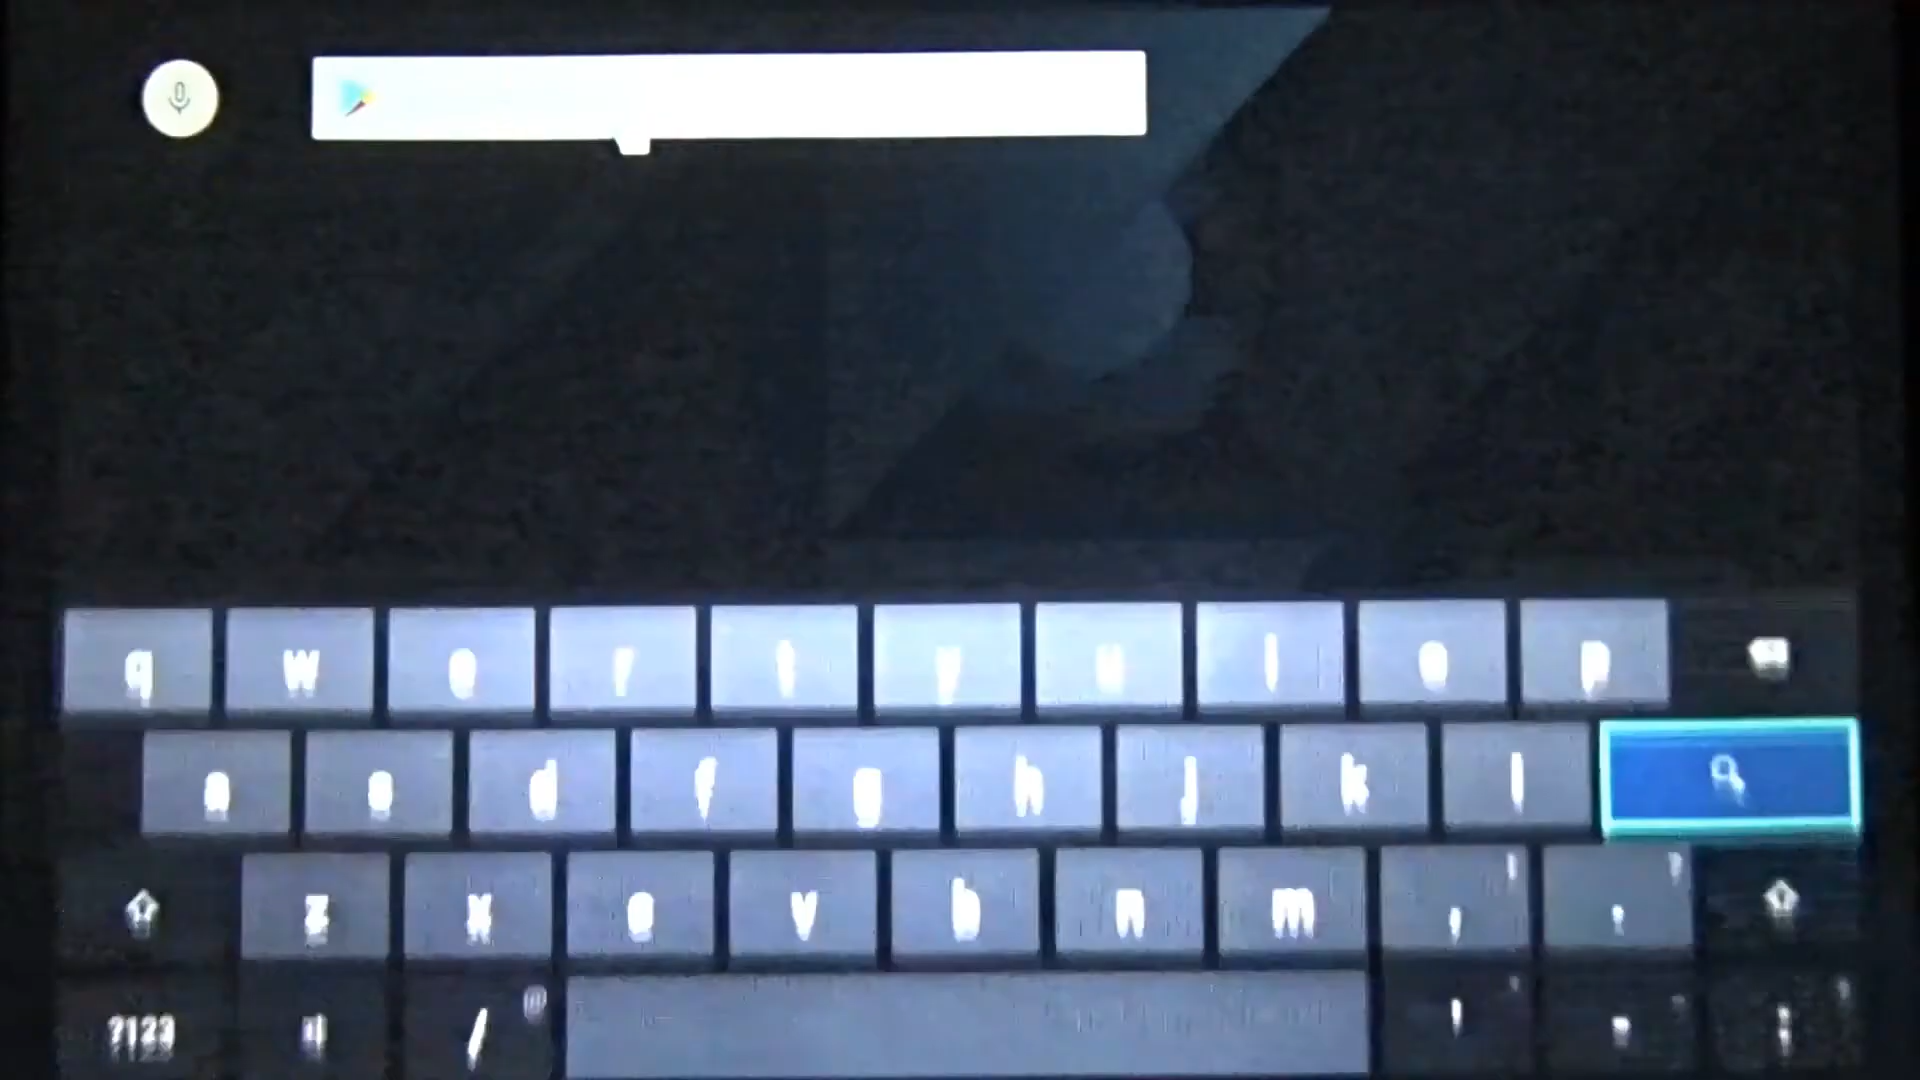 q w e r t y u i o p
a s d f g h j k l
z x c v b n m , .
?123 /@